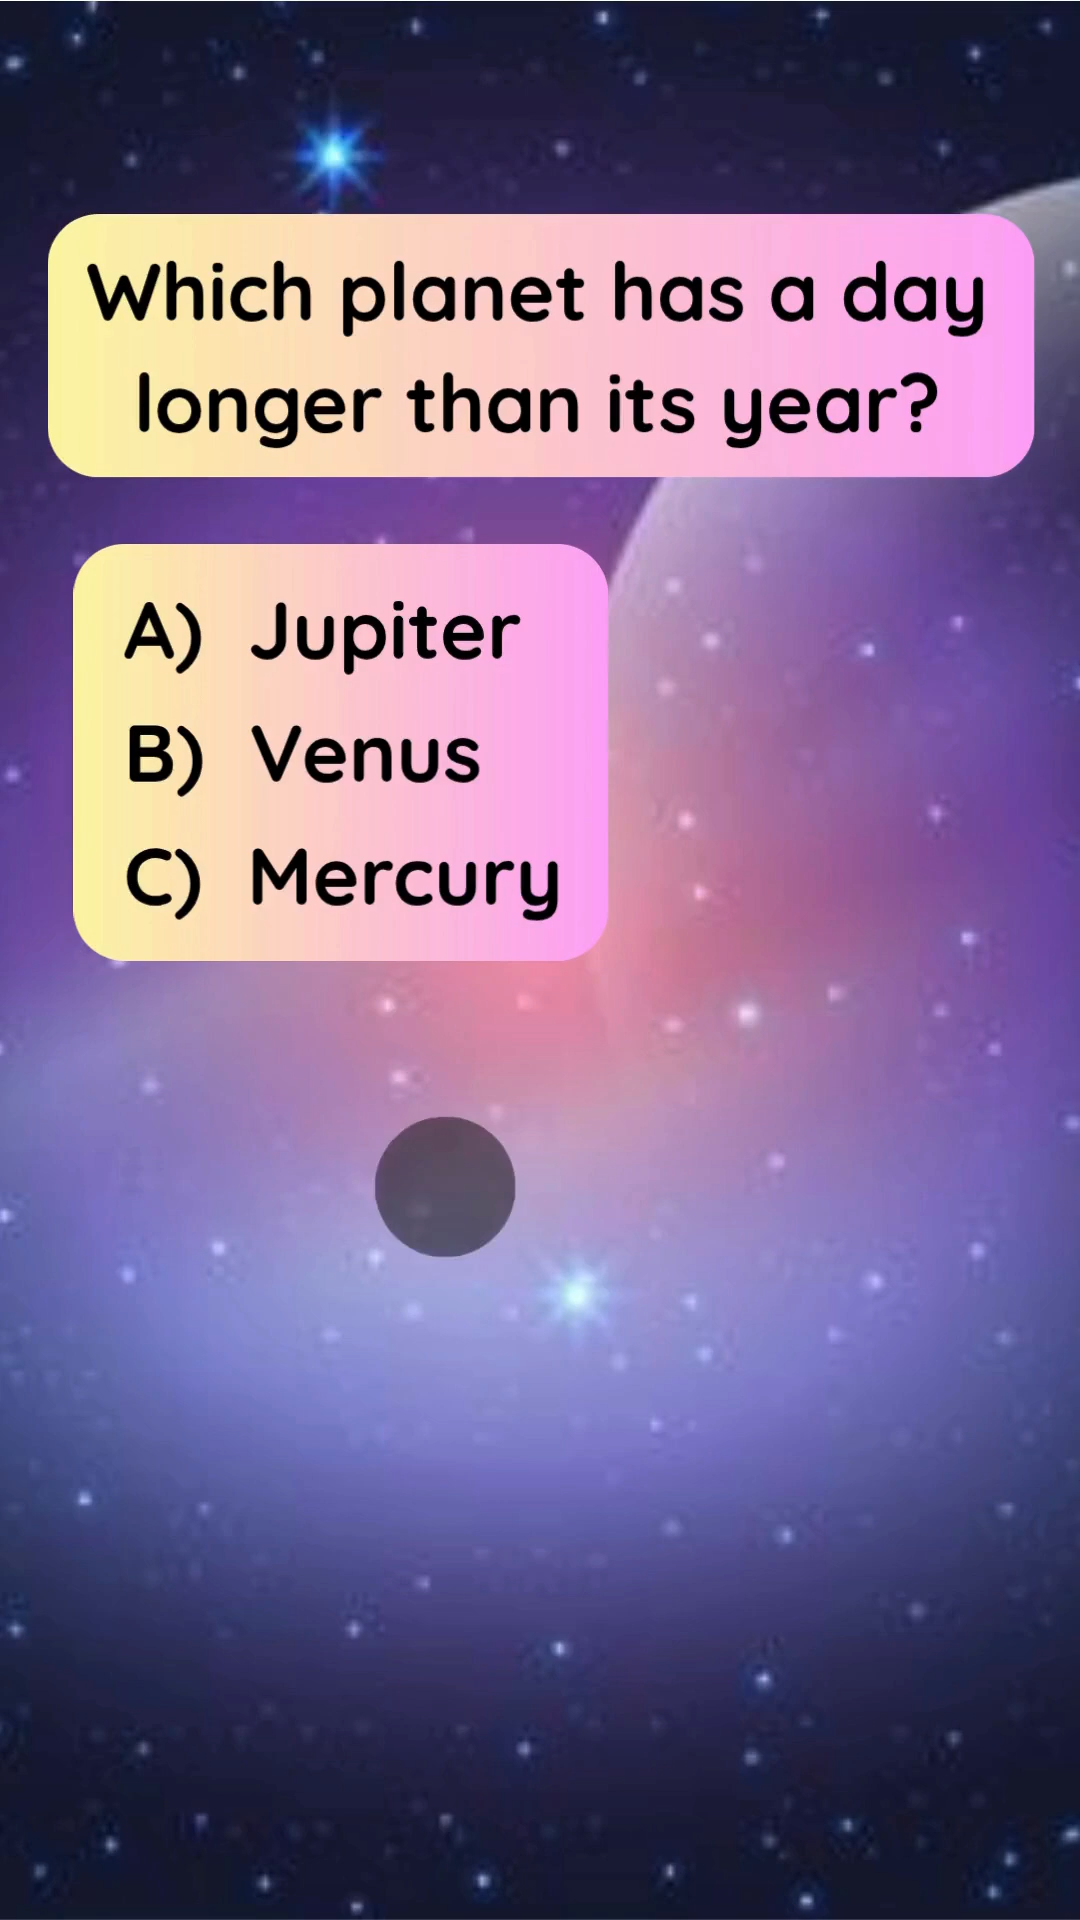 Which planet has a day
longer than its year?
A) Jupiter
B) Venus
C) Mercury